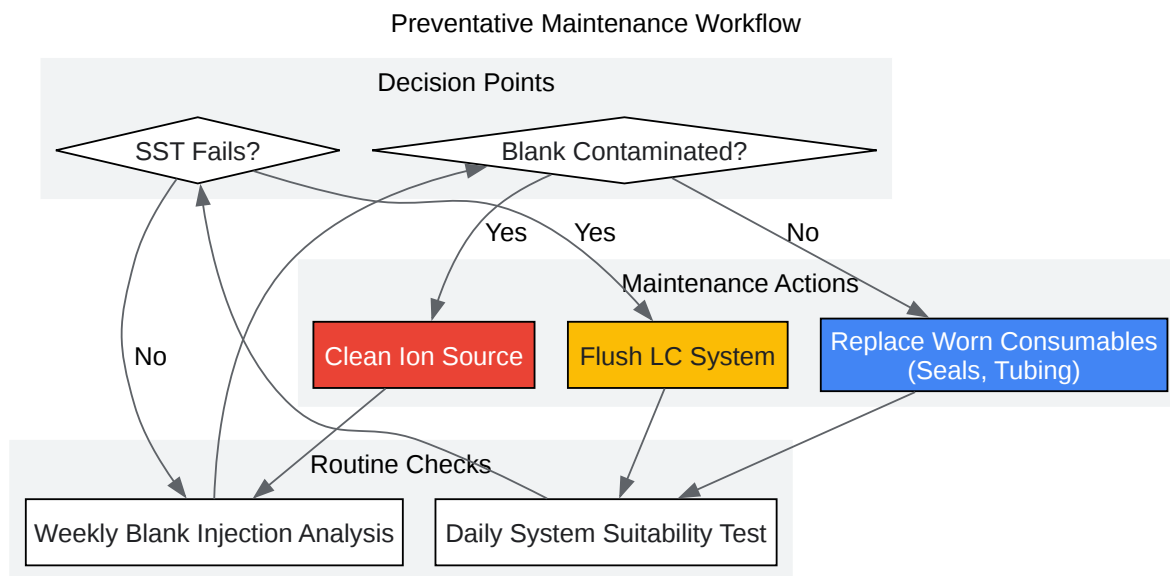 Preventative Maintenance Workflow
Decision Points
SST Fails?
Blank Contaminated?
Yes
Yes
No
Maintenance Actions
Clean Ion Source
Flush LC System
Replace Worn Consumables
(Seals, Tubing)
No
Routine Checks
Weekly Blank Injection Analysis
Daily System Suitability Test